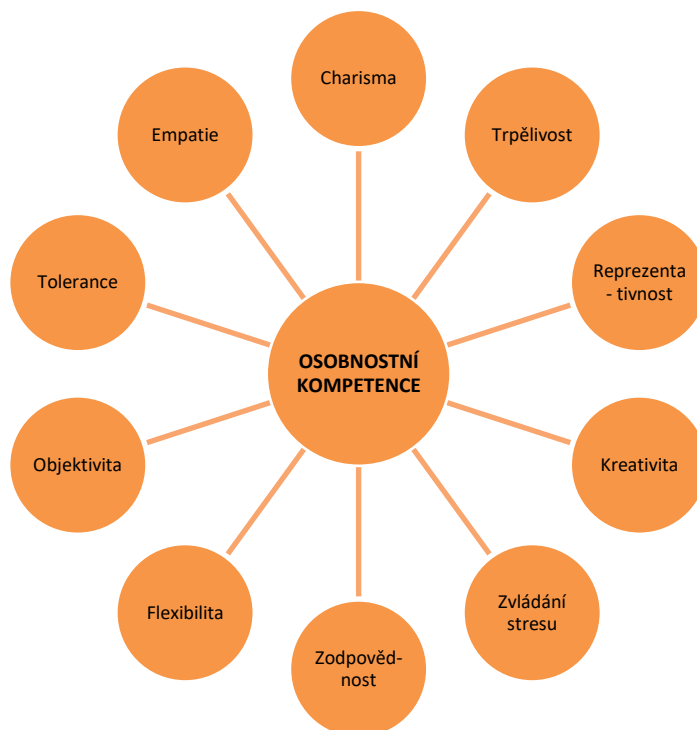 Charisma
Trpělivost
Reprezenta
- tivnost
Kreativita
Zvládání
stresu
Zodpověd-
nost
Flexibilita
Objektivita
Tolerance
Empatie
OSOBNOSTNÍ
KOMPETENCE